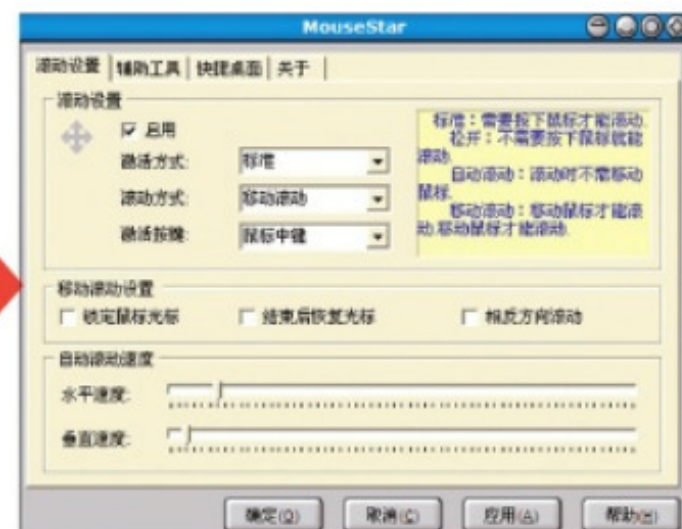 MouseStar
滚动设置 辅助工具 快捷桌面 关于
滚动设置
启用
激活方式: 标准
滚动方式: 移动滚动
激活按键: 鼠标中键
标准：需要按下鼠标才能滚动.
松开：不需要按下鼠标就能
滚动.
自动滚动：滚动时不需移动
鼠标.
移动滚动：移动鼠标才能滚
动.移动鼠标才能滚动.
移动滚动设置
锁定鼠标光标 结束后恢复光标 相反方向滚动
自动滚动速度
水平速度:
垂直速度:
确定(O) 取消(C) 应用(A) 帮助(H)